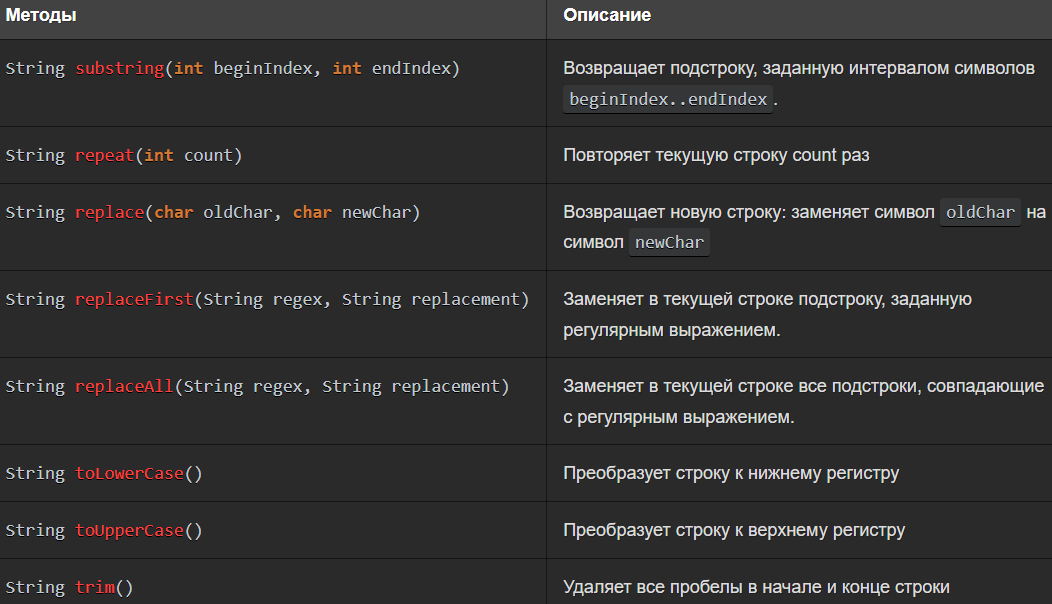 Методы Описание
String substring(int beginIndex, int endIndex) Возвращает подстроку, заданную интервалом символов
beginIndex..endIndex.
String repeat(int count) Повторяет текущую строку count раз
String replace(char oldChar, char newChar) Возвращает новую строку: заменяет символ oldChar на
символ newChar
String replaceFirst(String regex, String replacement) Заменяет в текущей строке подстроку, заданную
регулярным выражением.
String replaceAll(String regex, String replacement) Заменяет в текущей строке все подстроки, совпадающие
с регулярным выражением.
String toLowerCase() Преобразует строку к нижнему регистру
String toUpperCase() Преобразует строку к верхнему регистру
String trim() Удаляет все пробелы в начале и конце строки